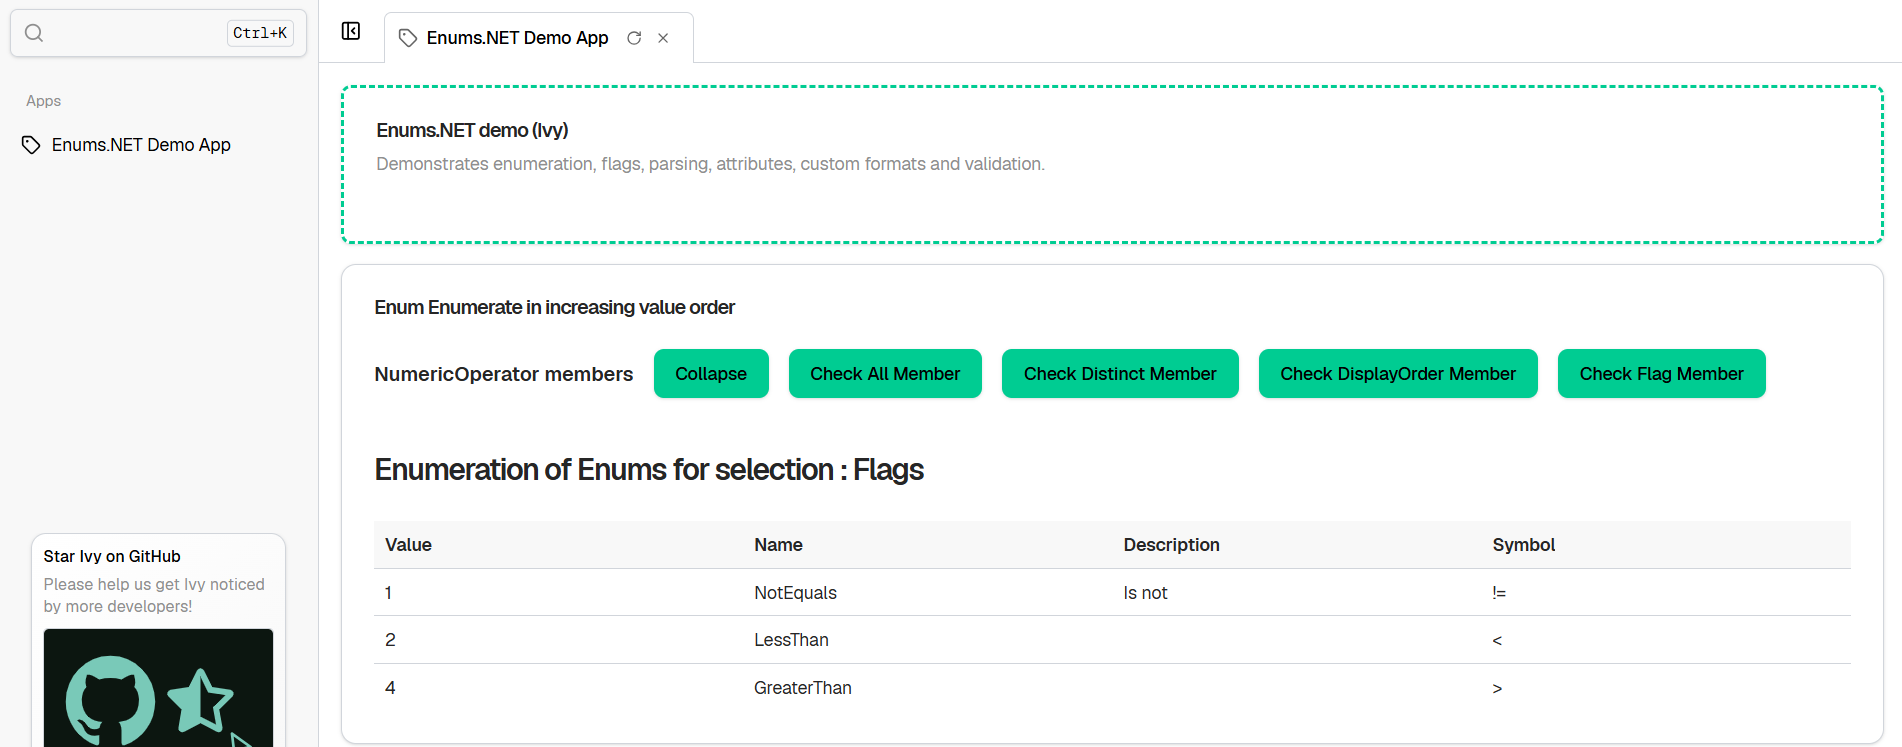 Ctrl+K
Apps
Enums.NET Demo App
Star Ivy on GitHub
Please help us get Ivy noticed
by more developers!
Enums.NET Demo App
Enums.NET demo (Ivy)
Demonstrates enumeration, flags, parsing, attributes, custom formats and validation.
Enum Enumerate in increasing value order
NumericOperator members Collapse Check All Member Check Distinct Member Check DisplayOrder Member Check Flag Member
Enumeration of Enums for selection : Flags
Value Name Description Symbol
1 NotEquals Is not !=
2 LessThan <
4 GreaterThan >